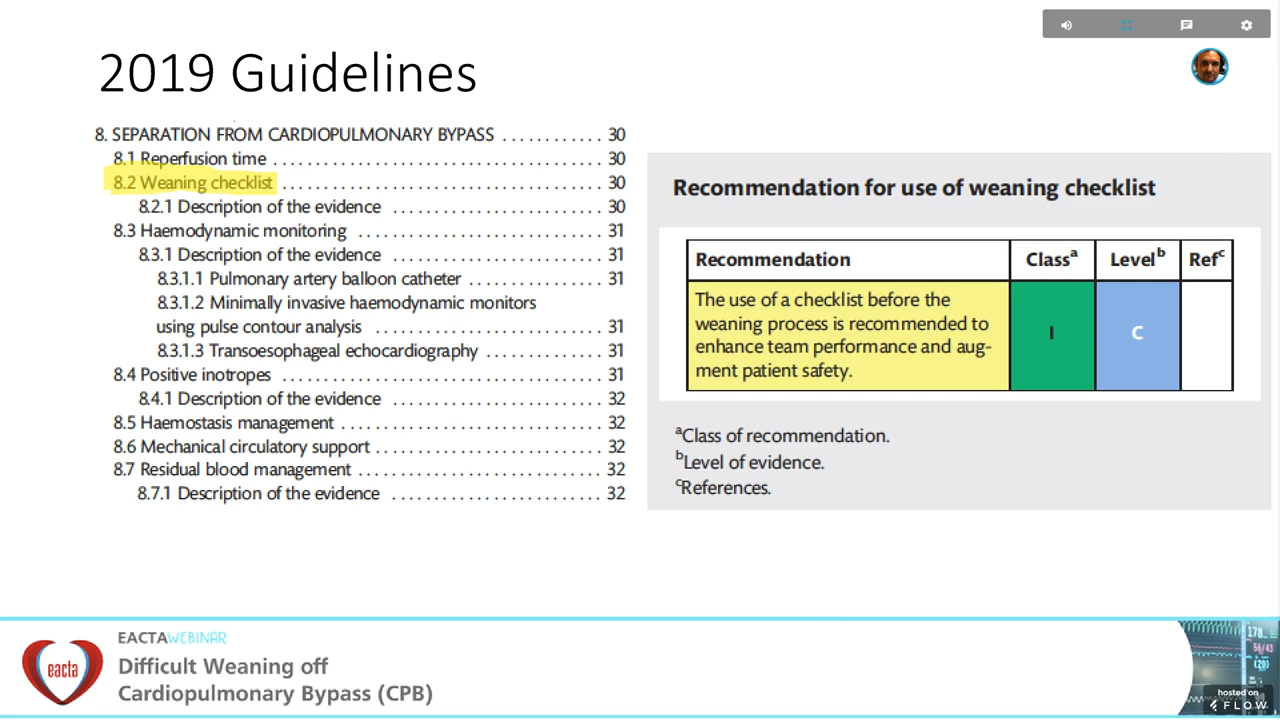 2019 Guidelines
8. SEPARATION FROM CARDIOPULMONARY BYPASS ............ 30
8.1 Reperfusion time ....................................... 30
8.2 Weaning checklist ...................................... 30
8.2.1 Description of the evidence ......................... 30
8.3 Haemodynamic monitoring .............................. 31
8.3.1 Description of the evidence ......................... 31
8.3.1.1 Pulmonary artery balloon catheter ................ 31
8.3.1.2 Minimally invasive haemodynamic monitors
using pulse contour analysis ........................... 31
8.3.1.3 Transoesophageal echocardiography .............. 31
8.4 Positive inotropes ...................................... 31
8.4.1 Description of the evidence ......................... 32
8.5 Haemostasis management ............................... 32
8.6 Mechanical circulatory support ............................ 32
8.7 Residual blood management ............................. 32
8.7.1 Description of the evidence ......................... 32
Recommendation for use of weaning checklist
Recommendation Classᵃ Levelᵇ Refᶜ
The use of a checklist before the
weaning process is recommended to
enhance team performance and aug-
ment patient safety.
I C
ᵃClass of recommendation.
ᵇLevel of evidence.
ᶜReferences.
EACTAWEBINAR
eacta
Difficult Weaning off
Cardiopulmonary Bypass (CPB)
178
56/43
(20)
hosted on
FLOW